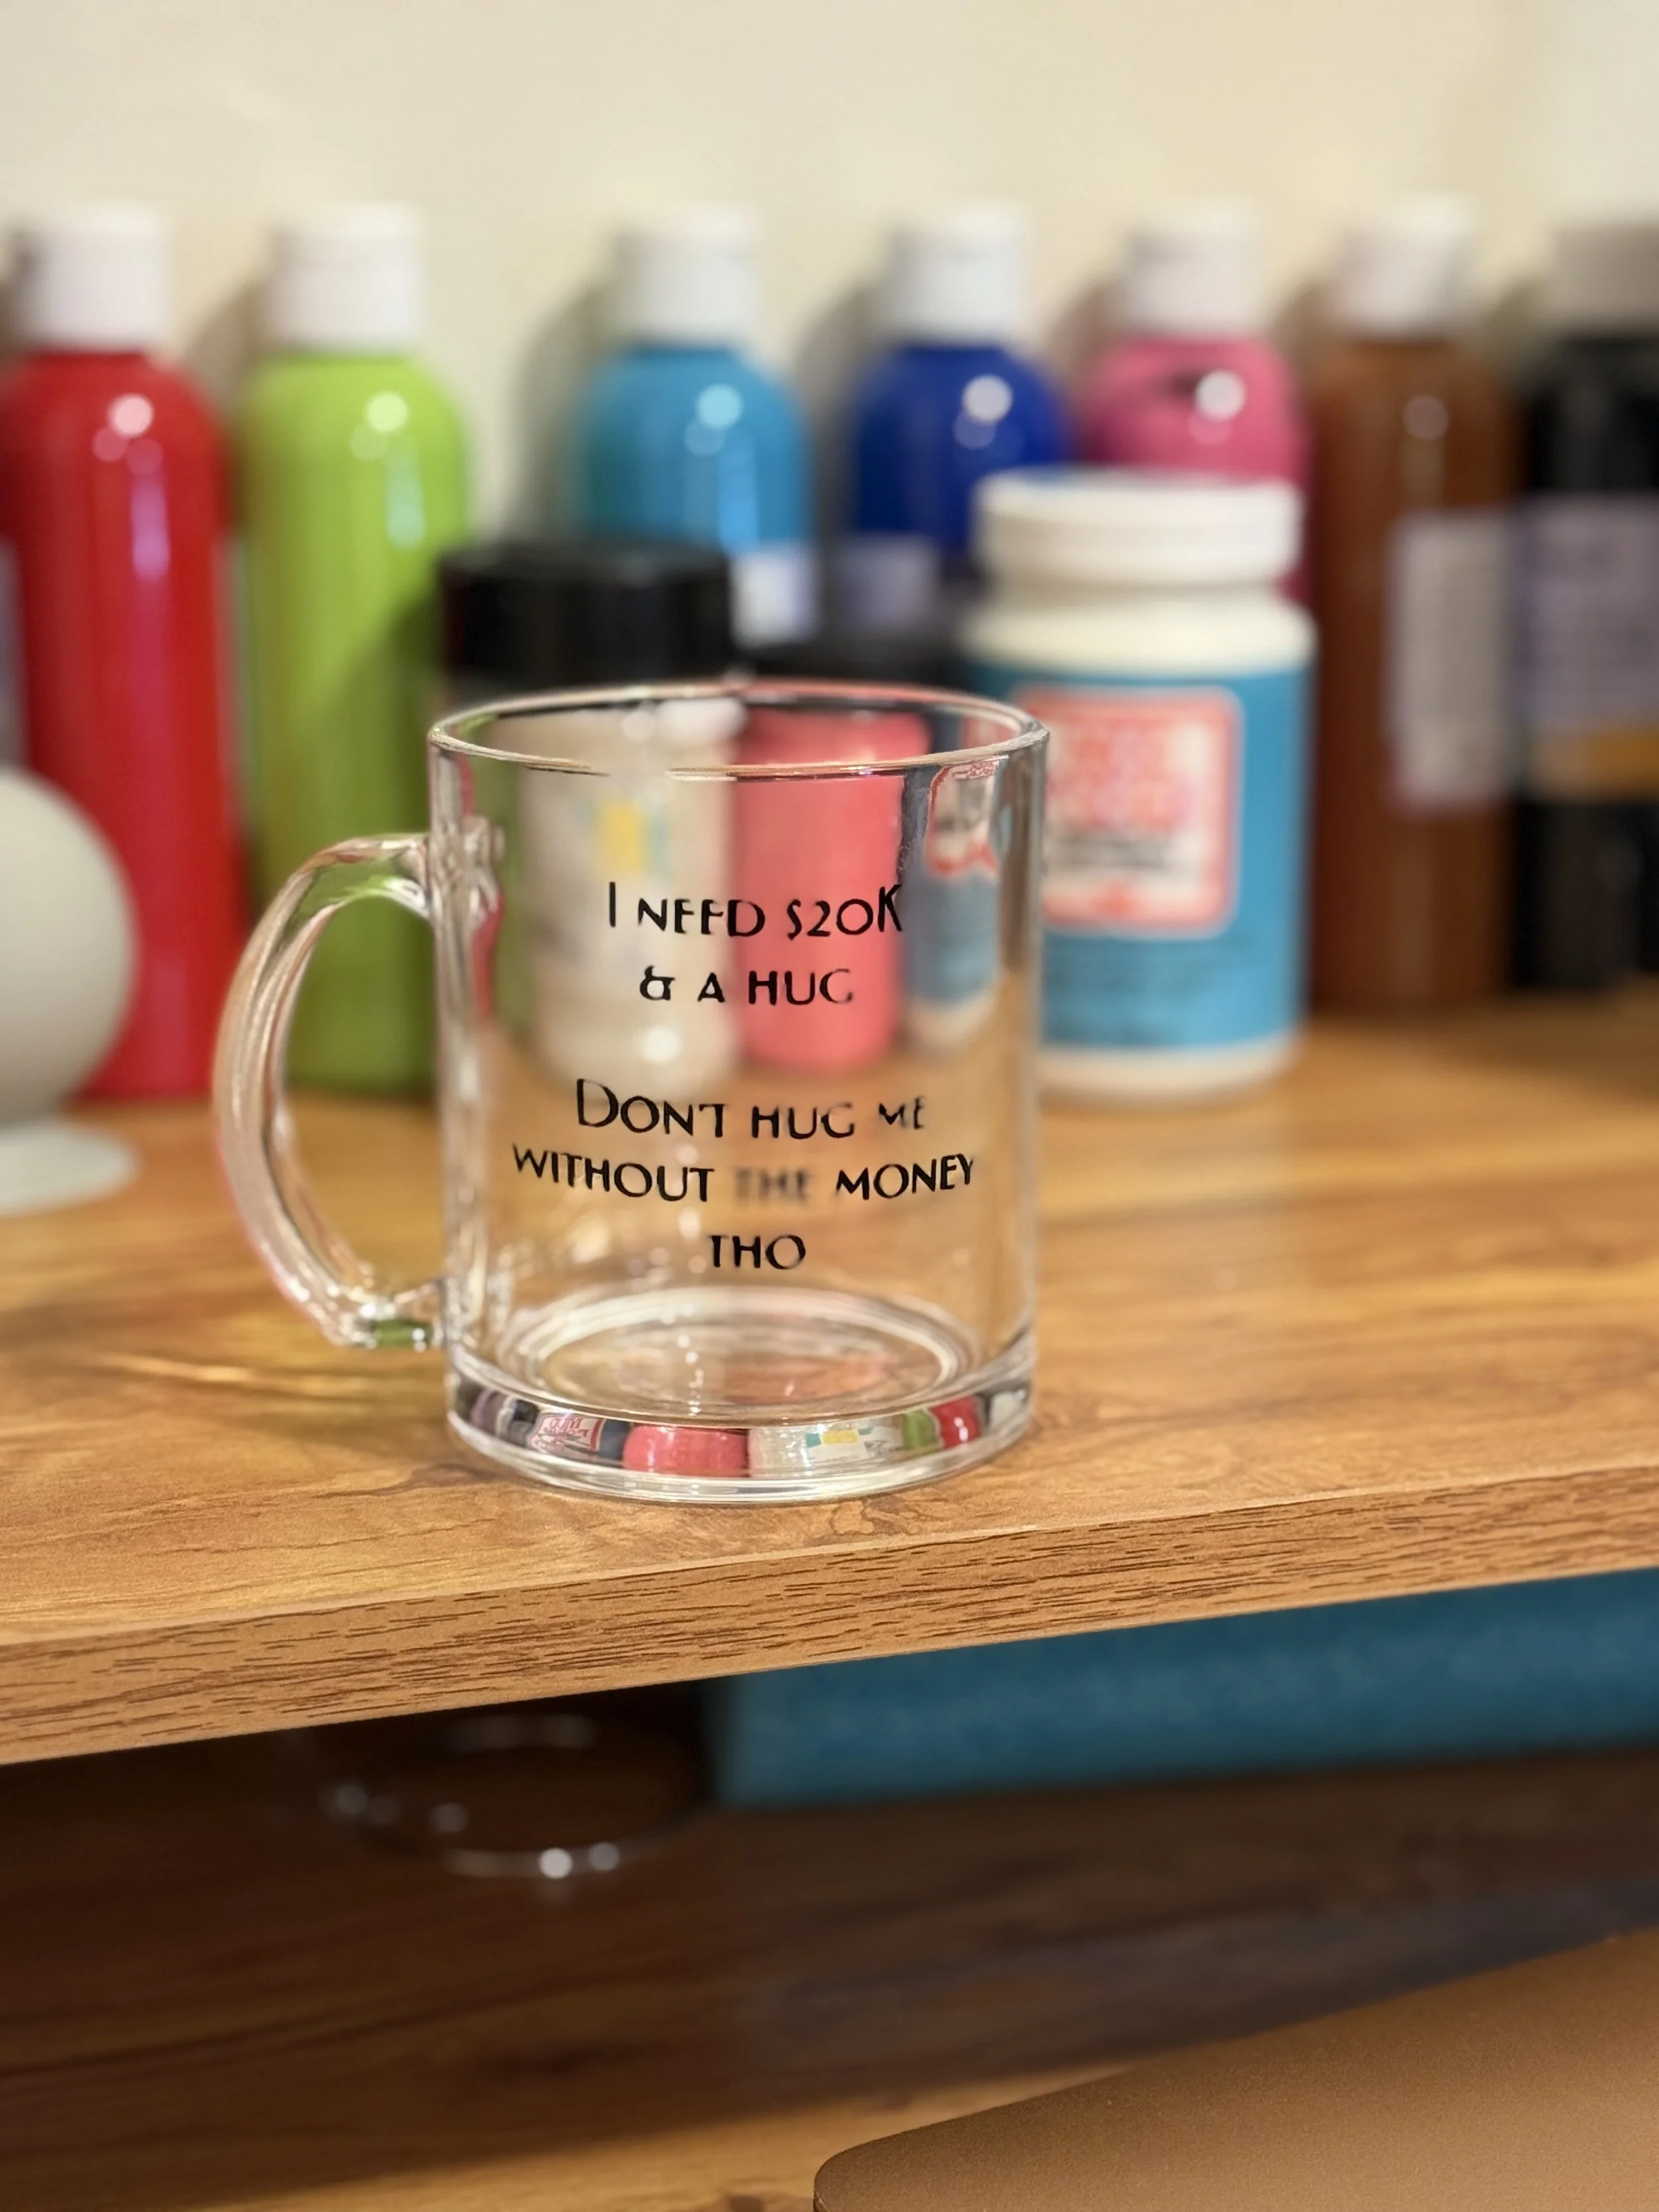 I NEED $20K
& A HUG
DON'T HUG ME
WITHOUT THE MONEY
THO